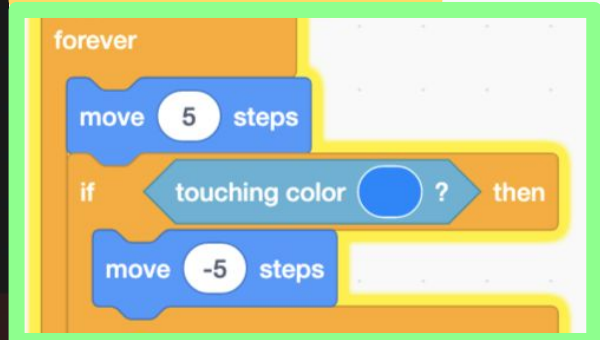 forever
move 5 steps
if touching color ? then
move -5 steps